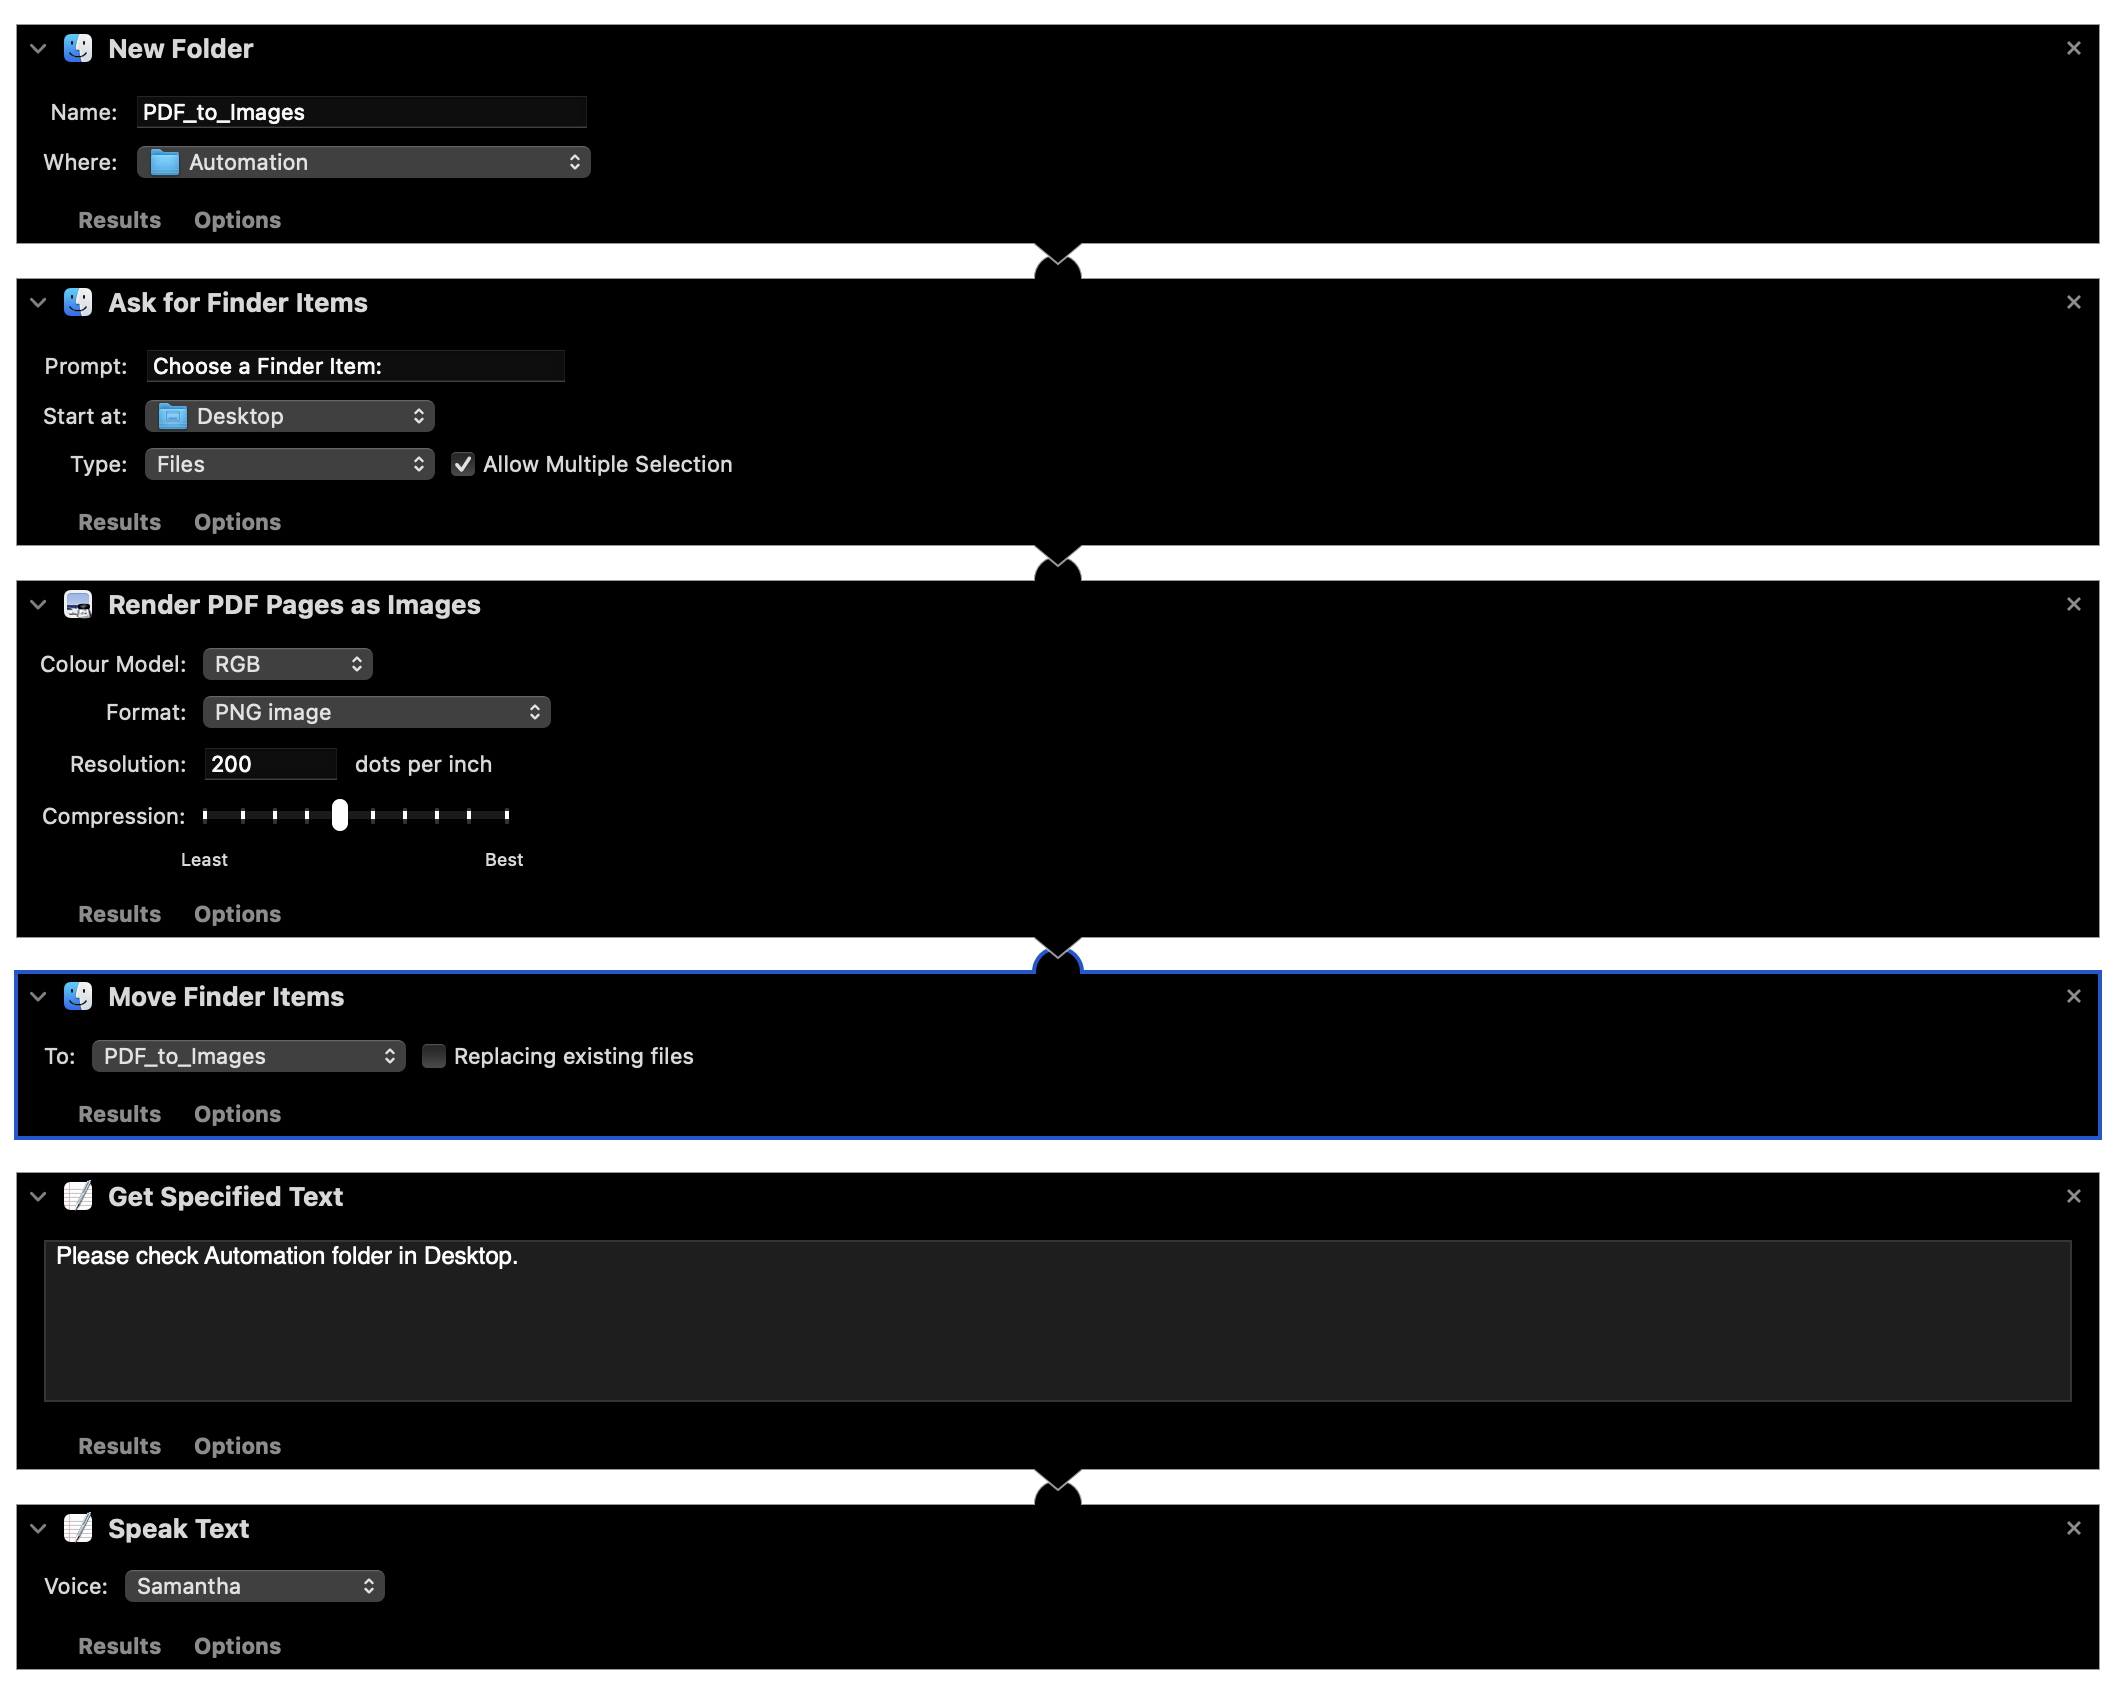 New Folder
Name: PDF_to_Images
Where: Automation
Results Options
Ask for Finder Items
Prompt: Choose a Finder Item:
Start at: Desktop
Type: Files Allow Multiple Selection
Results Options
Render PDF Pages as Images
Colour Model: RGB
Format: PNG image
Resolution: 200 dots per inch
Compression:
Least Best
Results Options
Move Finder Items
To: PDF_to_Images Replacing existing files
Results Options
Get Specified Text
Please check Automation folder in Desktop.
Results Options
Speak Text
Voice: Samantha
Results Options